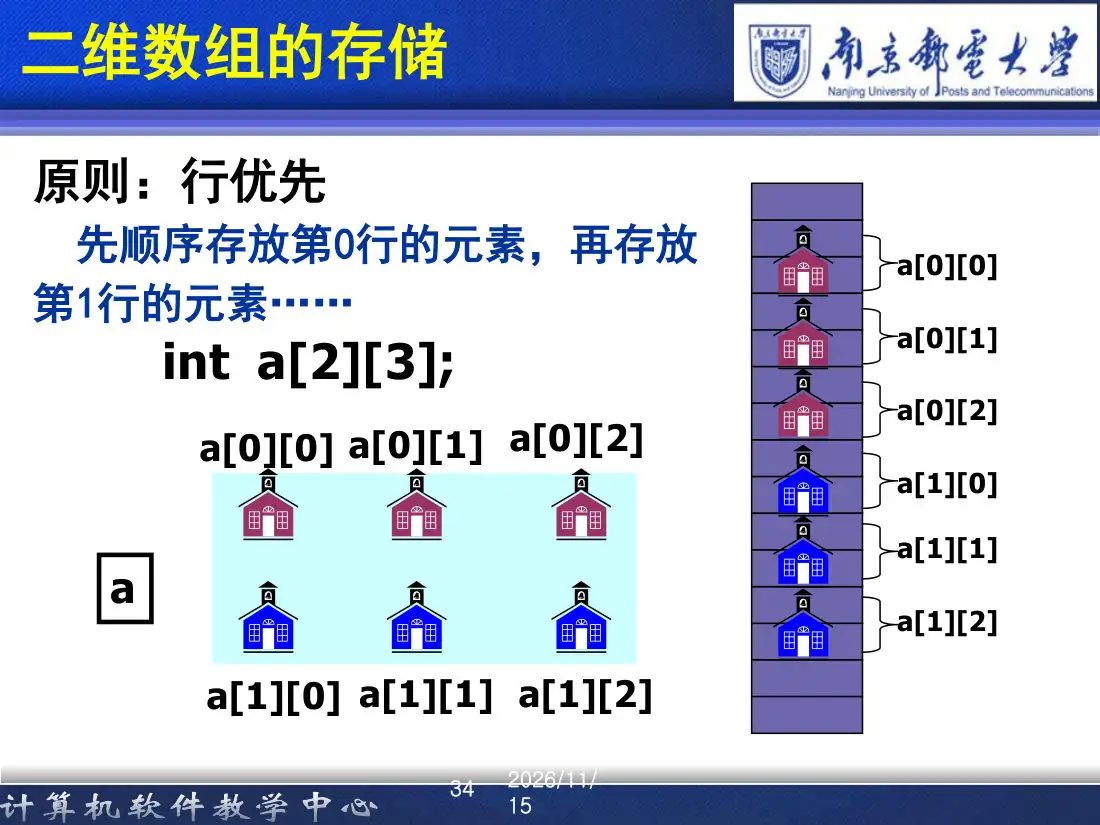 二维数组的存储
南京邮电大学
Nanjing University of Posts and Telecommunications
原则：行优先
先顺序存放第0行的元素，再存放
第1行的元素……
int a[2][3];
a[0][0] a[0][1] a[0][2]
a
a[1][0] a[1][1] a[1][2]
a[0][0]
a[0][1]
a[0][2]
a[1][0]
a[1][1]
a[1][2]
计算机软件教学中心
34
2026/11/
15